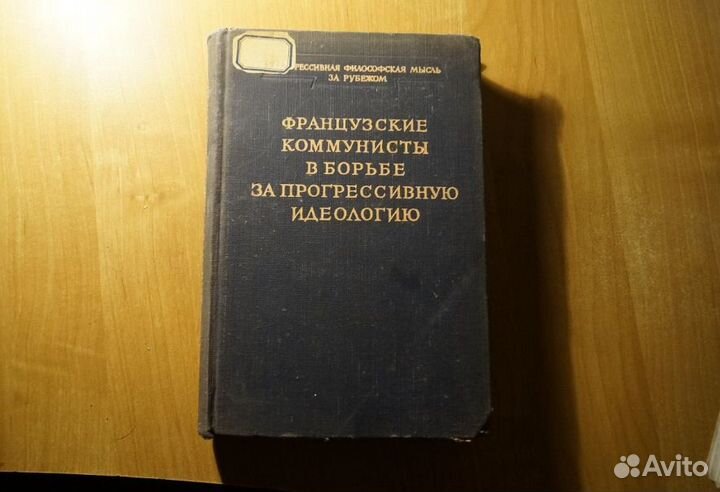 ФИЛОСОФСКАЯ МЫСЛЬ
ЗА РУБЕЖОМ
ФРАНЦУЗСКИЕ
КОММУНИСТЫ
В БОРЬБЕ
ЗА ПРОГРЕССИВНУЮ
ИДЕОЛОГИЮ
Avito